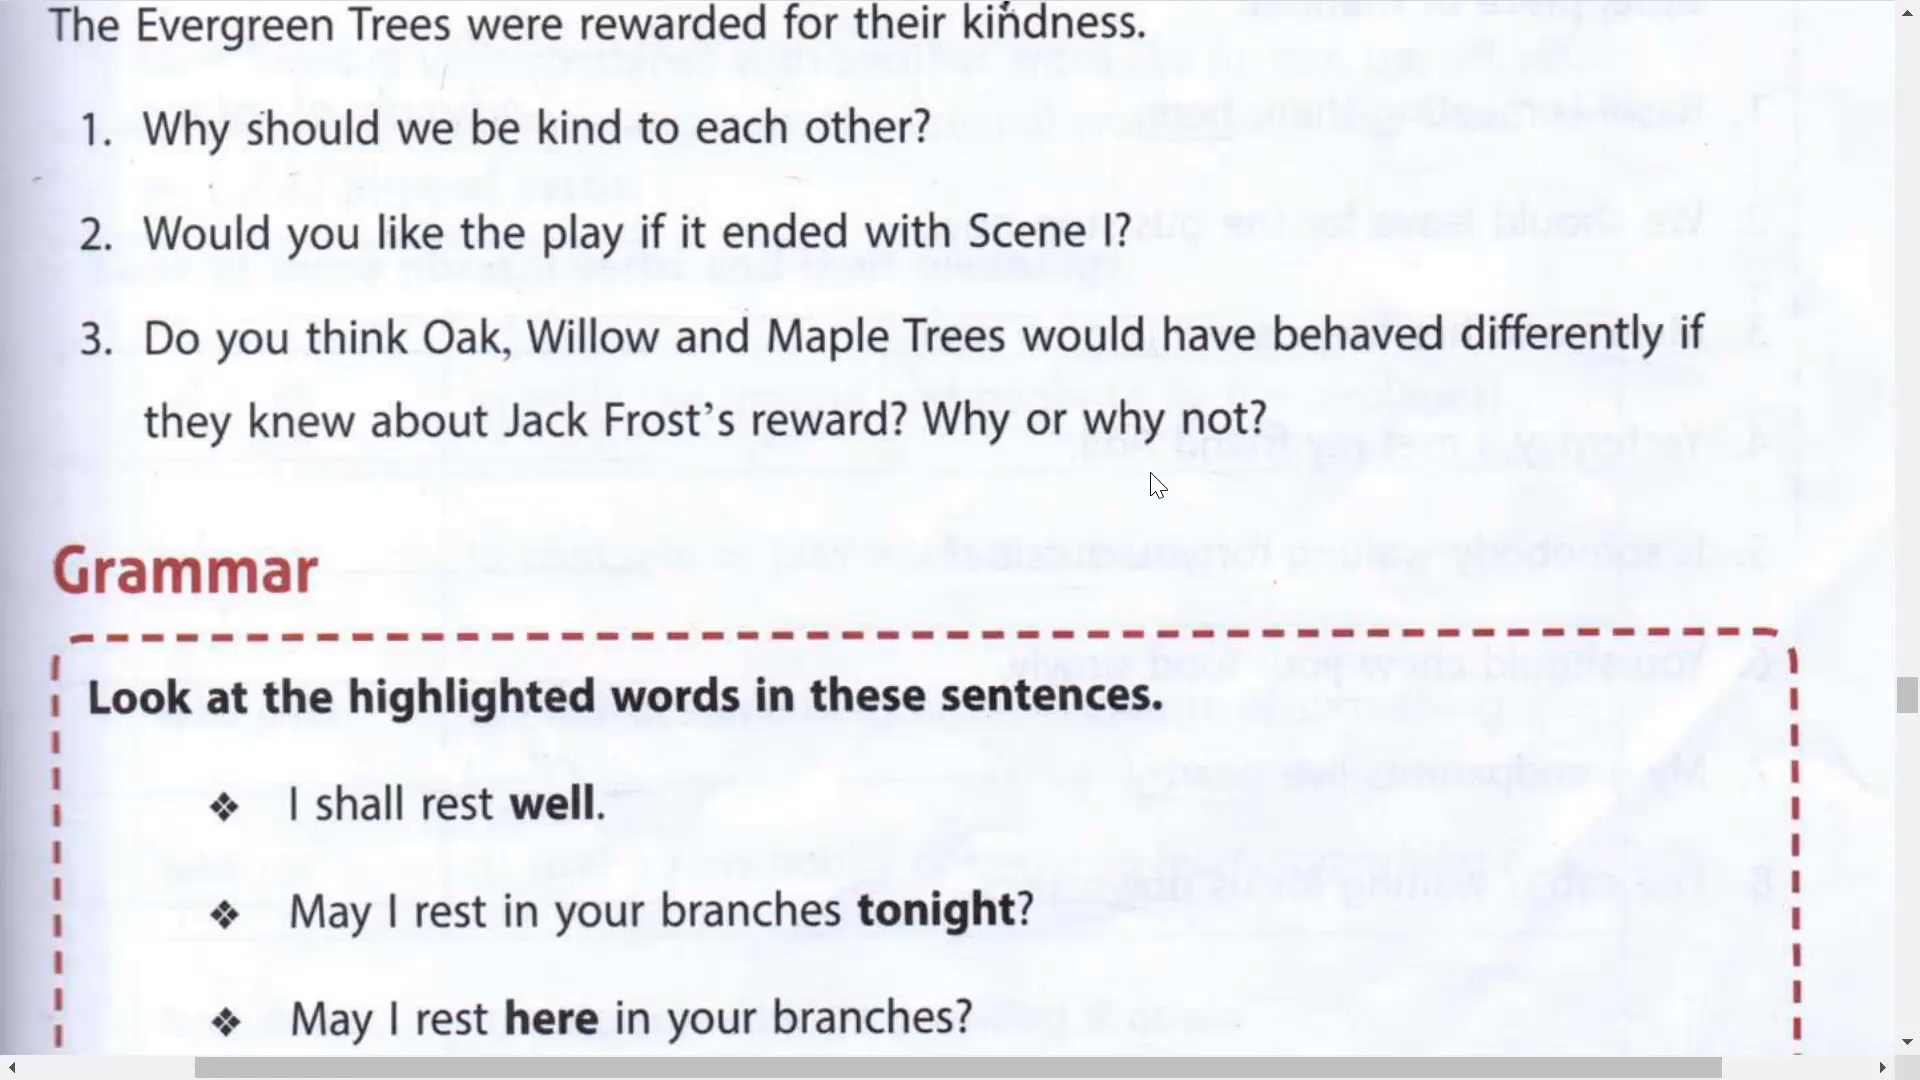 The Evergreen Trees were rewarded for their kindness.
1. Why should we be kind to each other?
2. Would you like the play if it ended with Scene I?
3. Do you think Oak, Willow and Maple Trees would have behaved differently if
they knew about Jack Frost's reward? Why or why not?
Grammar
Look at the highlighted words in these sentences.
❖ I shall rest well.
❖ May I rest in your branches tonight?
❖ May I rest here in your branches?